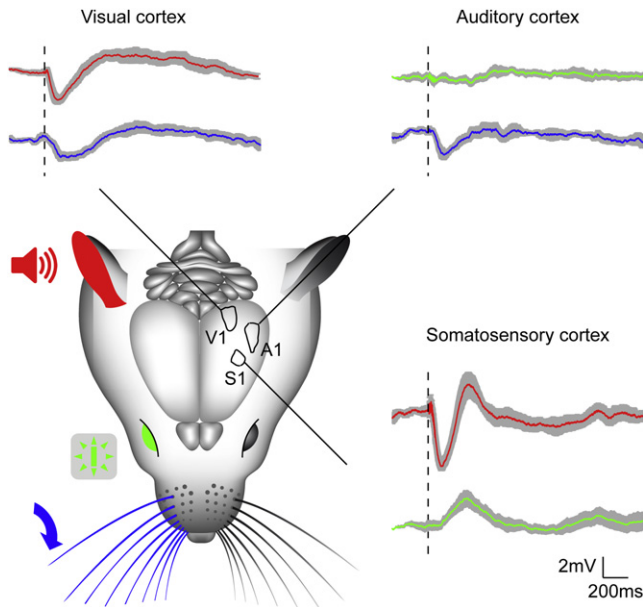 Visual cortex
Auditory cortex
V1
A1
S1
Somatosensory cortex
2mV
200ms